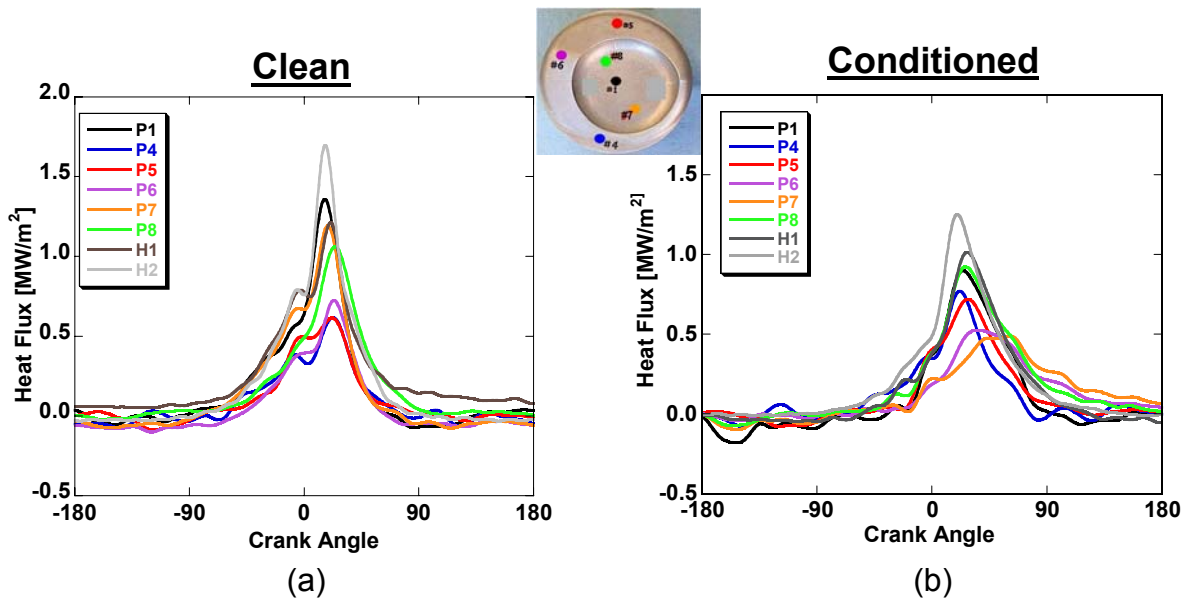 Clean
Conditioned
#5
#6
#8
#1
#7
#4
2.0
1.5
1.0
0.5
0.0
-0.5
Heat Flux [MW/m²]
P1
P4
P5
P6
P7
P8
H1
H2
-180
-90
0
90
180
Crank Angle
(a)
1.5
1.0
0.5
0.0
-0.5
Heat Flux [MW/m²]
P1
P4
P5
P6
P7
P8
H1
H2
-180
-90
0
90
180
Crank Angle
(b)